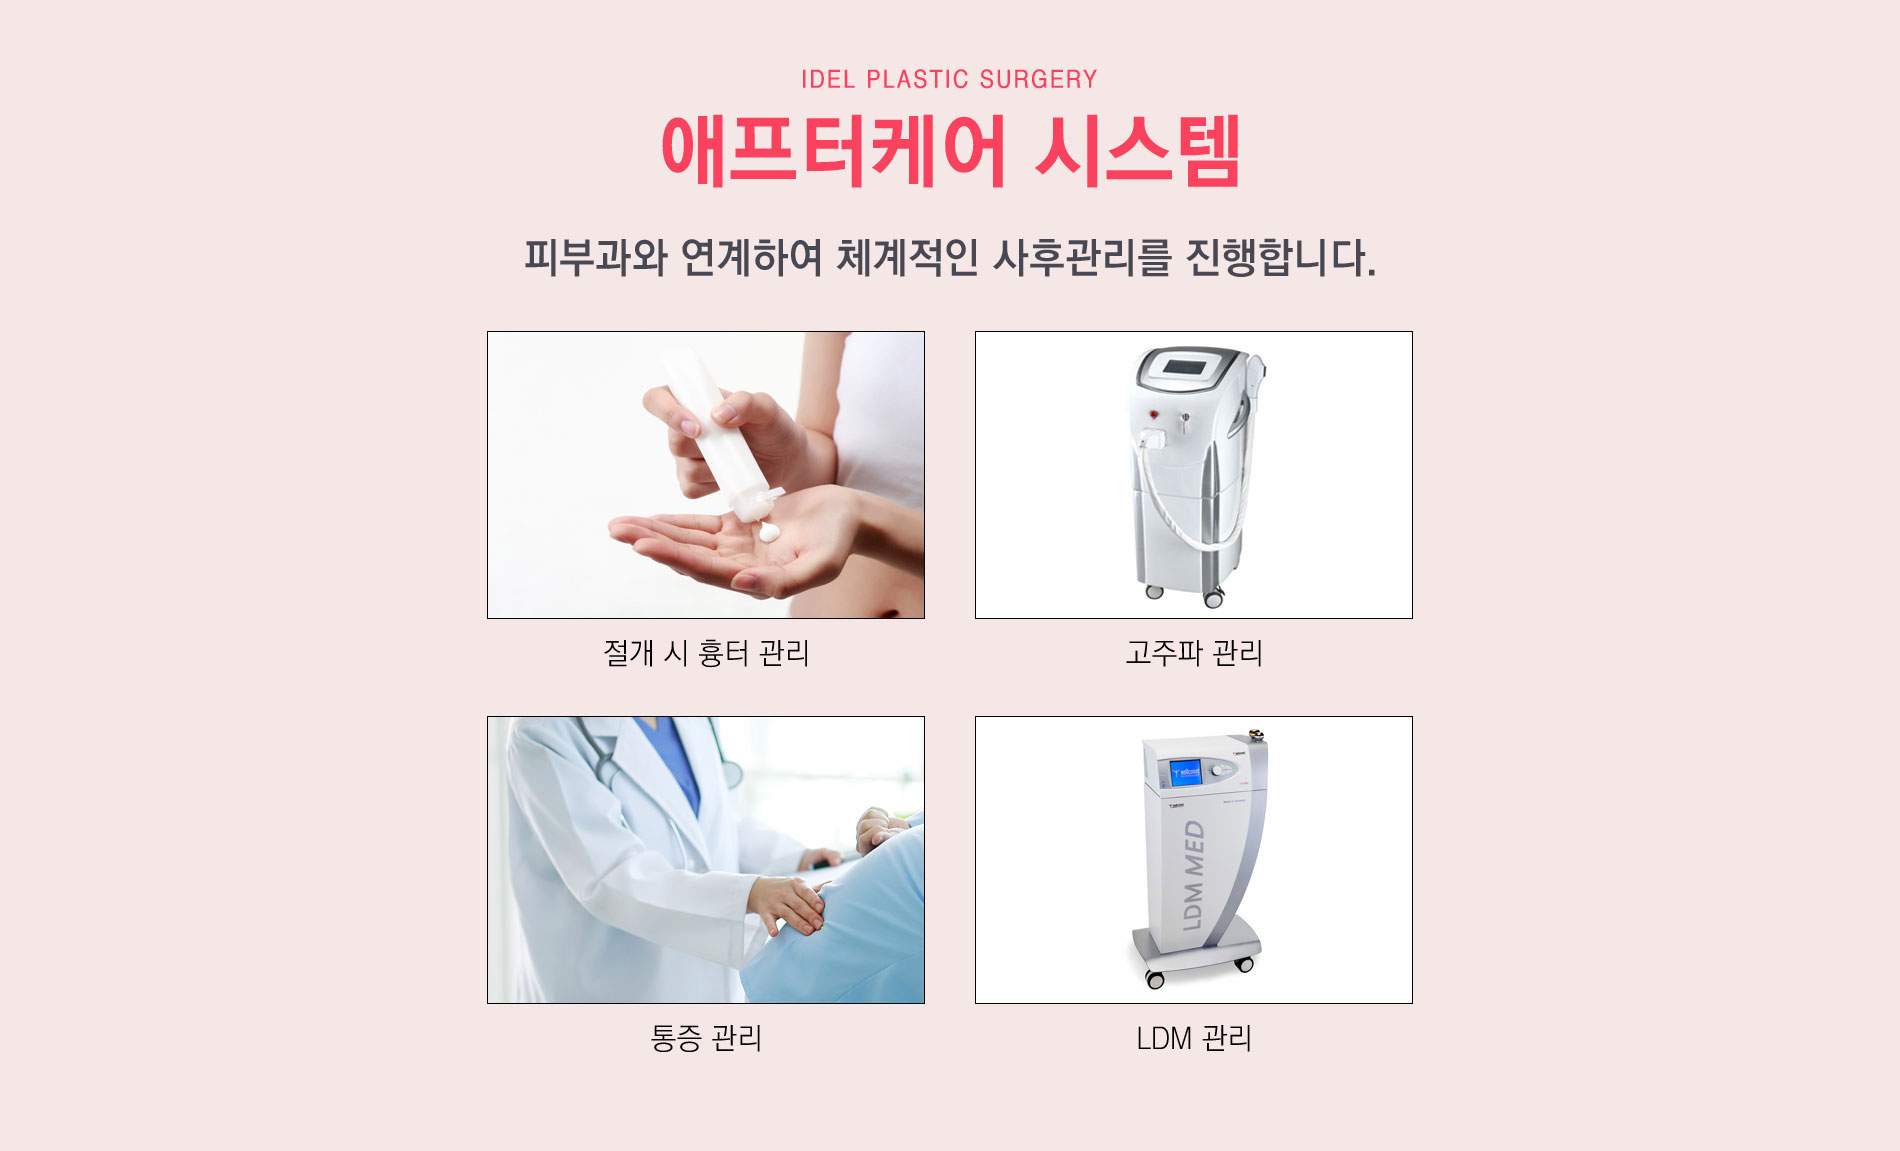 IDEL PLASTIC SURGERY
애프터케어 시스템
피부과와 연계하여 체계적인 사후관리를 진행합니다.
절개 시 흉터 관리
고주파 관리
wellcomet
LDM MED
통증 관리
LDM 관리